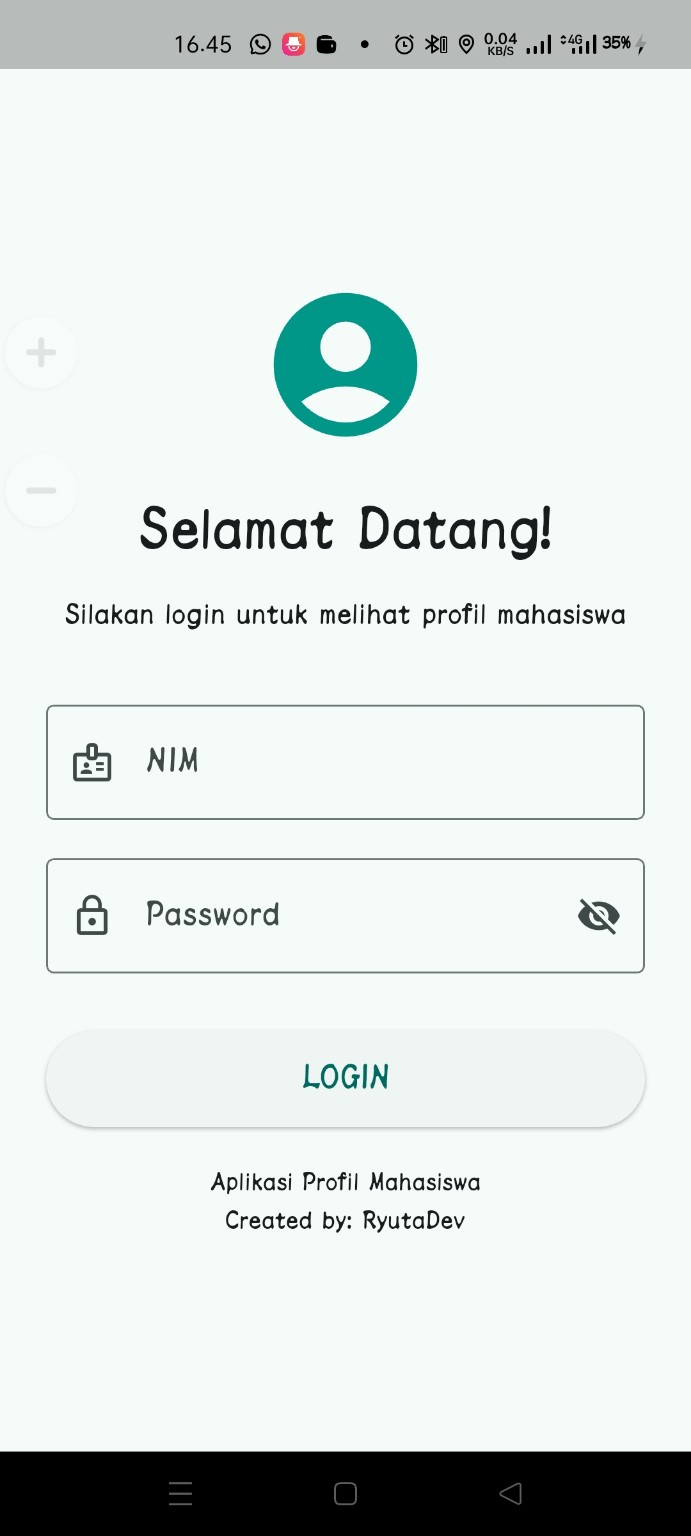 16.45
0.04
KB/S
4G
35%
Selamat Datang!
Silakan login untuk melihat profil mahasiswa
NIM
Password
LOGIN
Aplikasi Profil Mahasiswa
Created by: RyutaDev